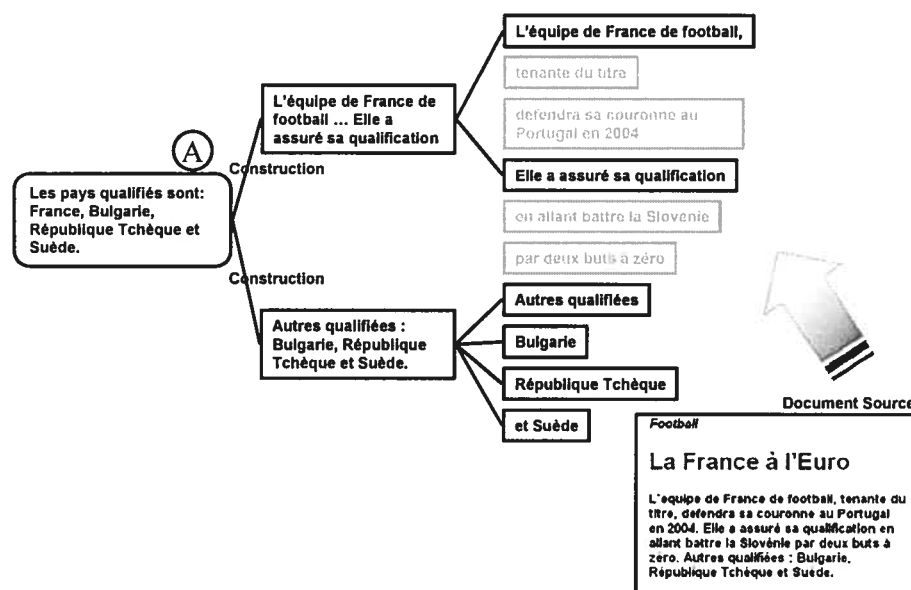 L'équipe de France de football,
tenante du titre
défendra sa couronne au
Portugal en 2004
L'équipe de France de
football ... Elle a
assuré sa qualification
A
Construction
Elle a assuré sa qualification
Les pays qualifiés sont:
France, Bulgarie,
République Tchèque et
Suède.
en allant battre la Slovénie
par deux buts à zéro
Construction
Autres qualifiées
Autres qualifiées :
Bulgarie, République
Tchèque et Suède.
Bulgarie
République Tchèque
et Suède
Document Source
Football
La France à l'Euro
L'equipe de France de football, tenante du
titre, défendra sa couronne au Portugal
en 2004. Elle a assuré sa qualification en
allant battre la Slovénie par deux buts à
zéro. Autres qualifiées : Bulgarie,
République Tchèque et Suède.